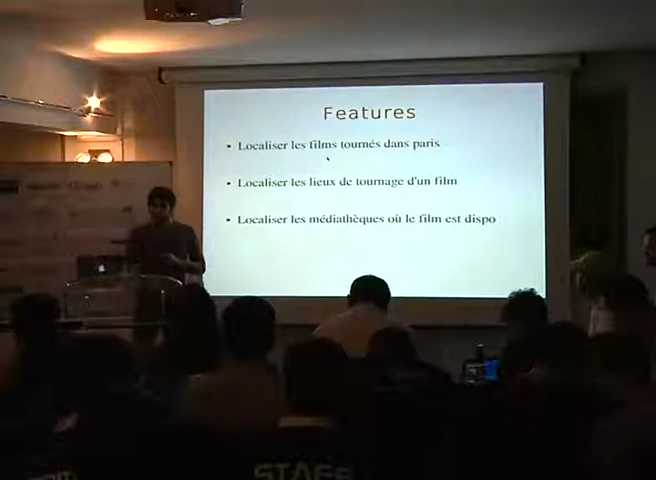 Features
• Localiser les films tournés dans paris
• Localiser les lieux de tournage d'un film
• Localiser les médiathèques où le film est dispo
STAFF